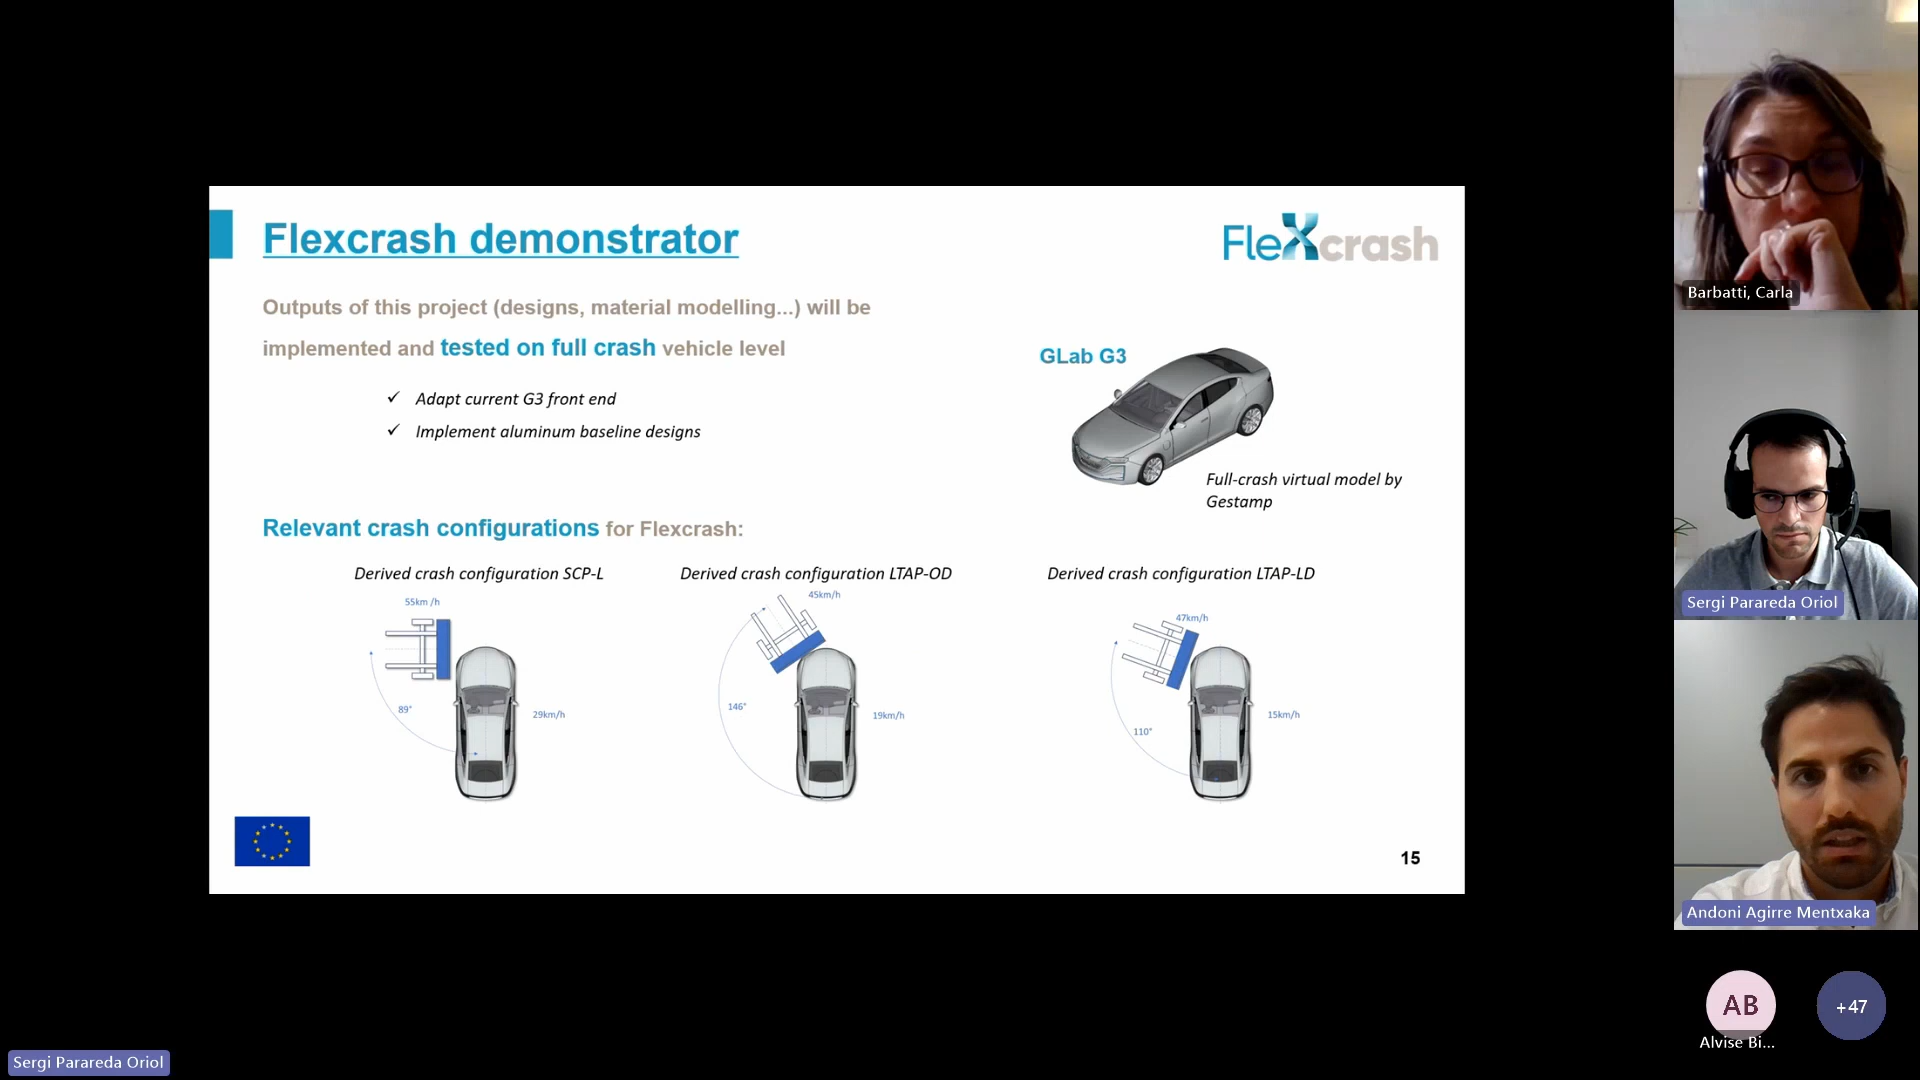 Flexcrash demonstrator
FleXcrash
Outputs of this project (designs, material modelling...) will be
implemented and tested on full crash vehicle level
✓ Adapt current G3 front end
✓ Implement aluminum baseline designs
GLab G3
Full-crash virtual model by
Gestamp
Relevant crash configurations for Flexcrash:
Derived crash configuration SCP-L
55km /h
89°
29km/h
Derived crash configuration LTAP-OD
45km/h
146°
19km/h
Derived crash configuration LTAP-LD
47km/h
110°
15km/h
15
Barbatti, Carla
Sergi Parareda Oriol
Andoni Agirre Mentxaka
AB
Alvise Bi...
+47
Sergi Parareda Oriol